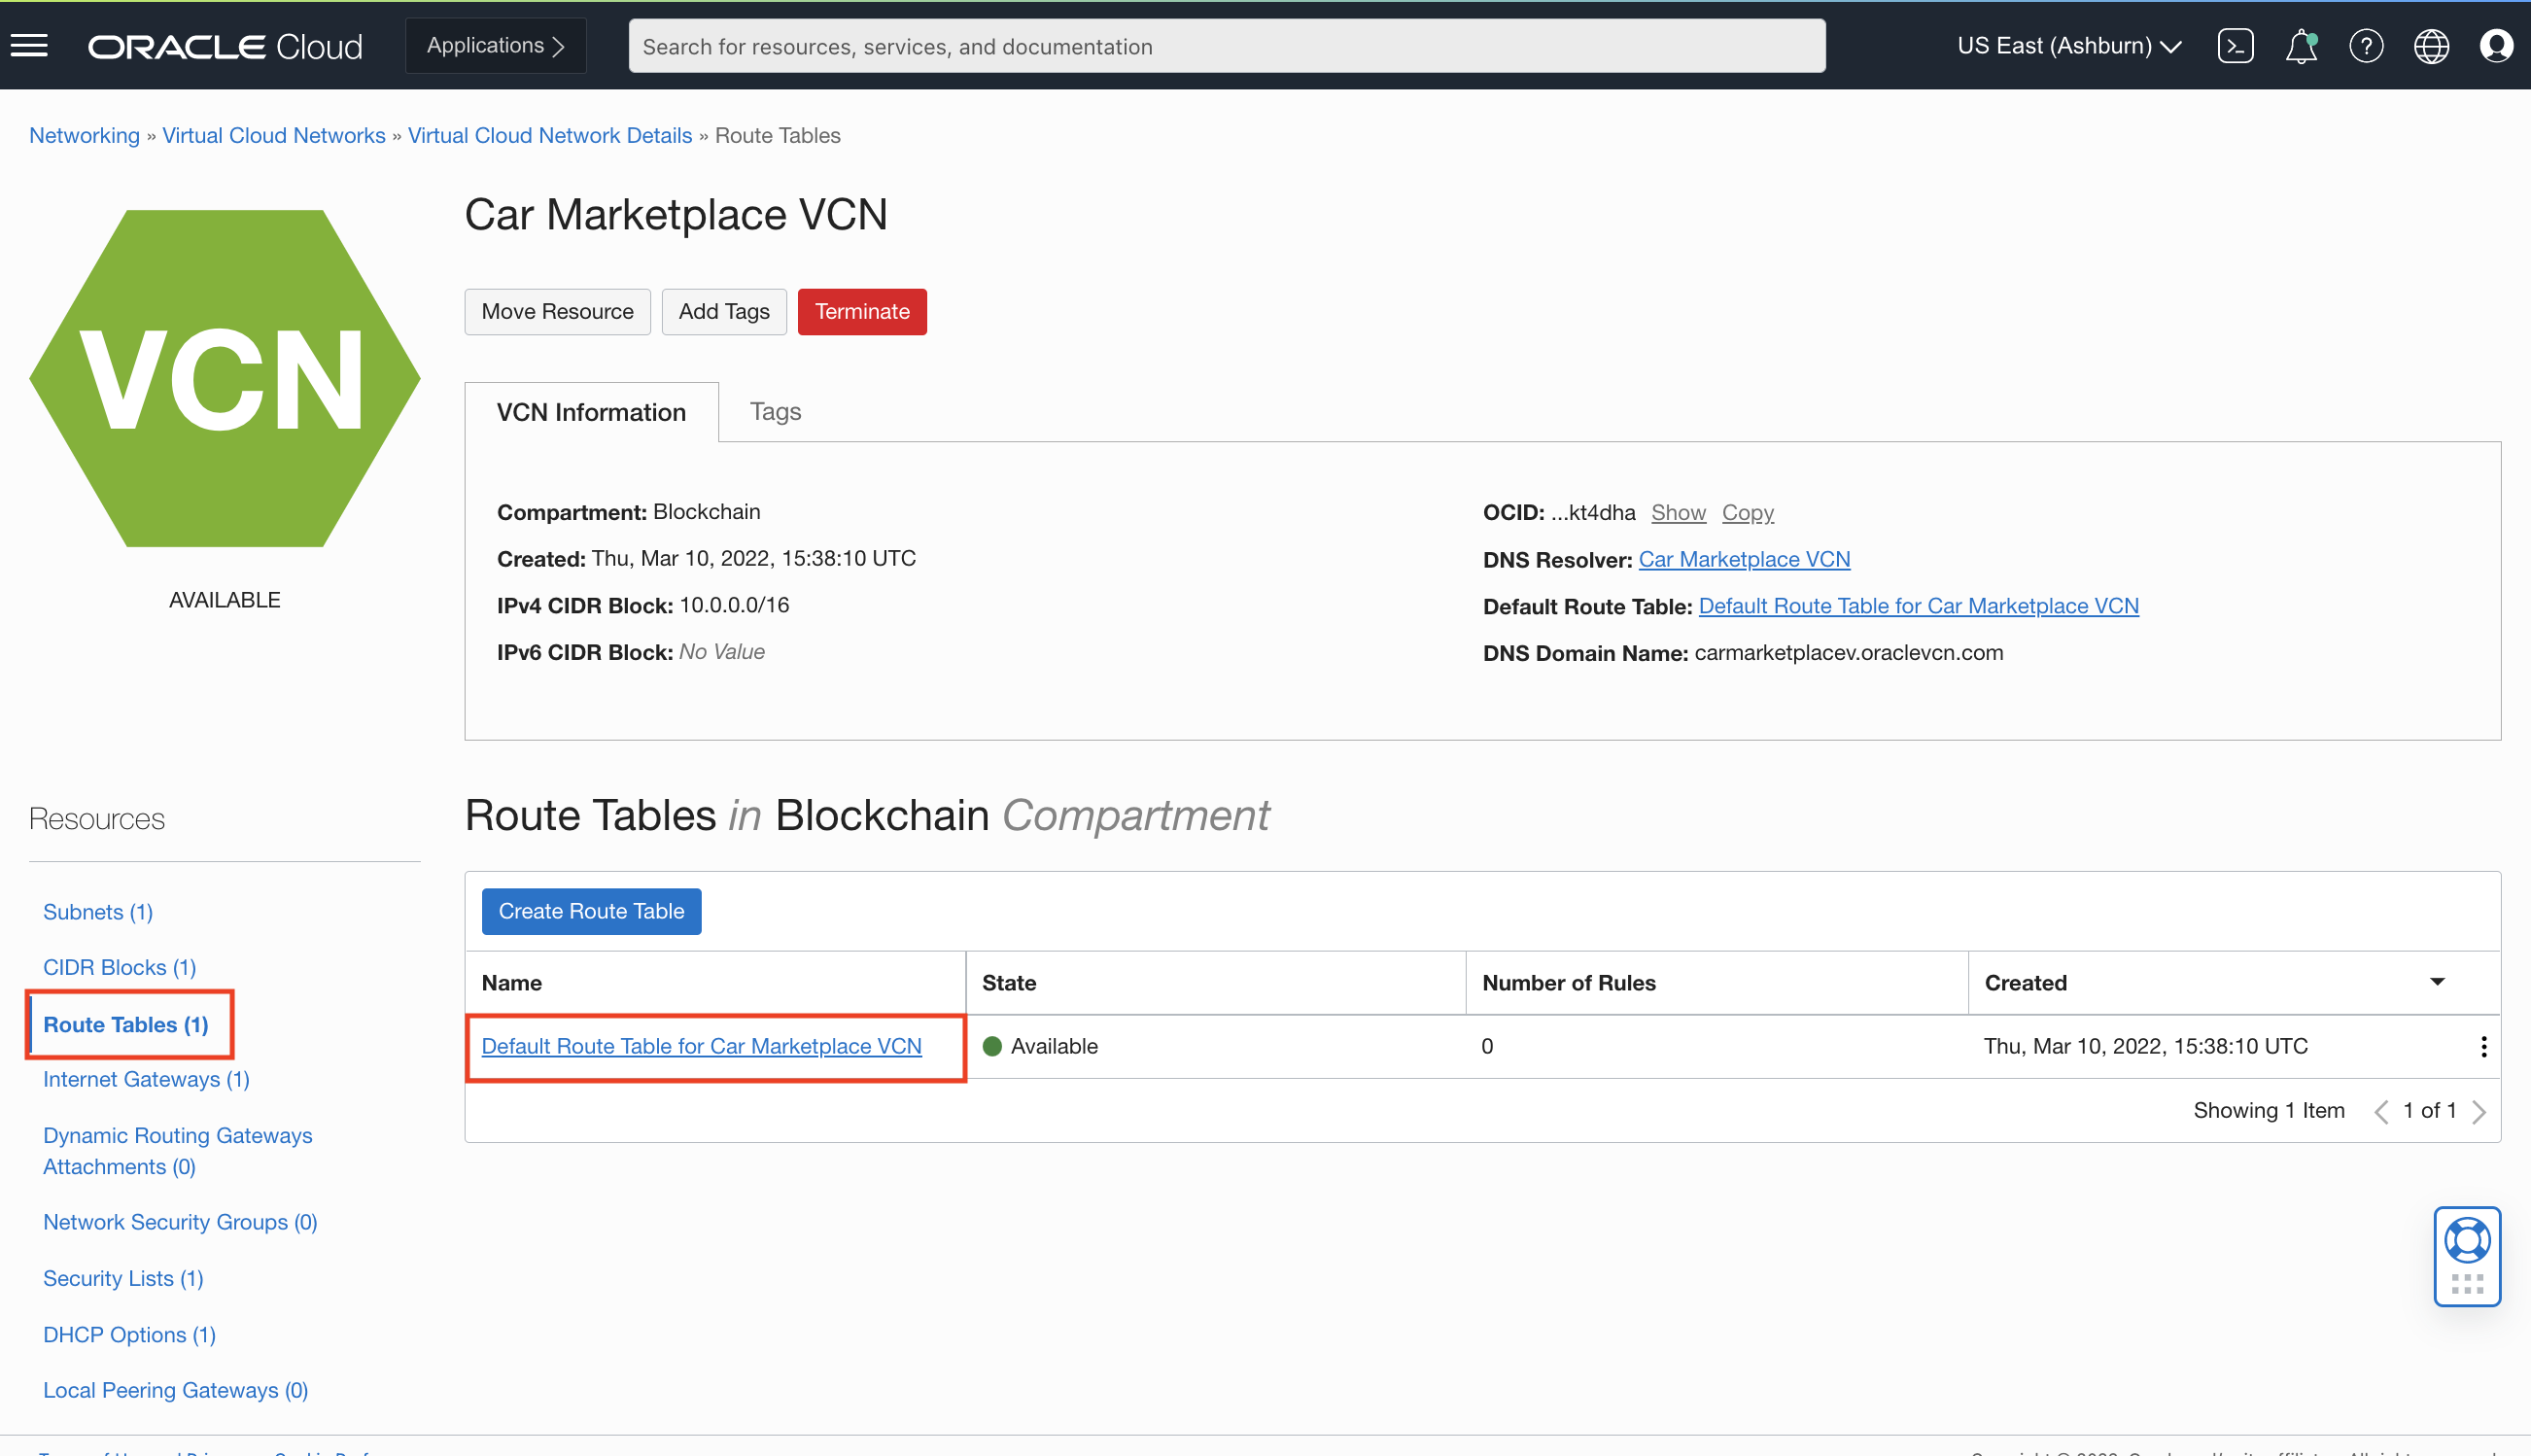 ORACLE Cloud
Applications
Search for resources, services, and documentation
US East (Ashburn)
Networking » Virtual Cloud Networks » Virtual Cloud Network Details » Route Tables
VCN
AVAILABLE
Car Marketplace VCN
Move Resource
Add Tags
Terminate
VCN Information
Tags
Compartment: Blockchain
Created: Thu, Mar 10, 2022, 15:38:10 UTC
IPv4 CIDR Block: 10.0.0.0/16
IPv6 CIDR Block: No Value
OCID: ...kt4dha Show Copy
DNS Resolver: Car Marketplace VCN
Default Route Table: Default Route Table for Car Marketplace VCN
DNS Domain Name: carmarketplacev.oraclevcn.com
Resources
Subnets (1)
CIDR Blocks (1)
Route Tables (1)
Internet Gateways (1)
Dynamic Routing Gateways
Attachments (0)
Network Security Groups (0)
Security Lists (1)
DHCP Options (1)
Local Peering Gateways (0)
Route Tables in Blockchain Compartment
Create Route Table
Name State Number of Rules Created
Default Route Table for Car Marketplace VCN Available 0 Thu, Mar 10, 2022, 15:38:10 UTC
Showing 1 Item 1 of 1